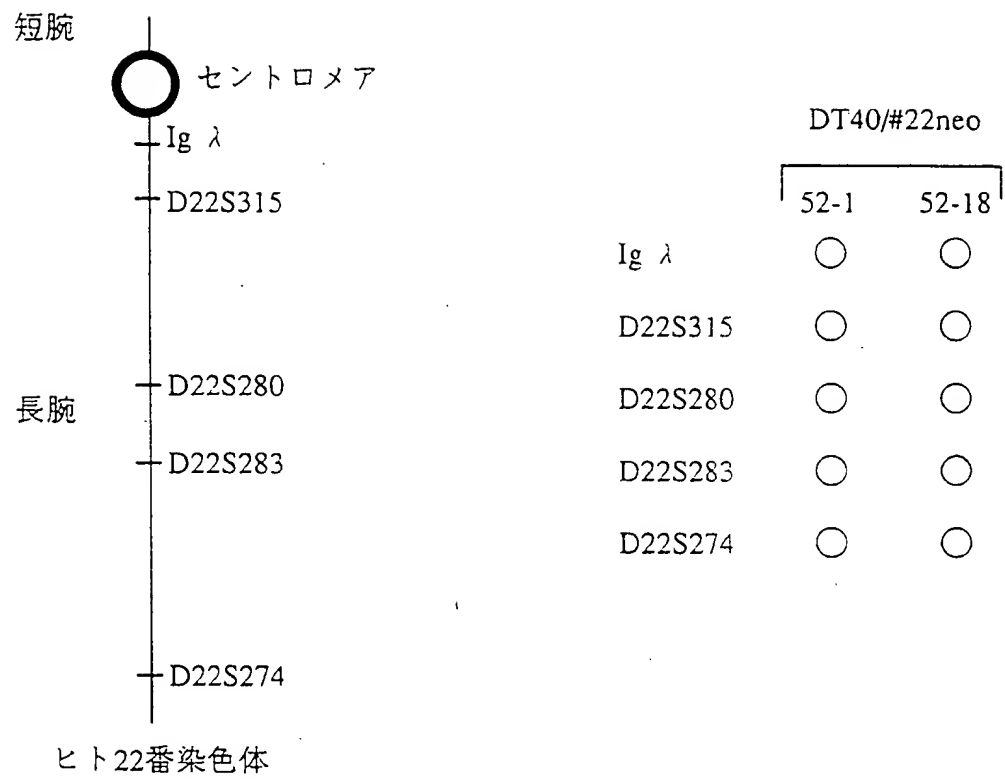 短腕
セントロメア
Ig λ
D22S315
D22S280
長腕
D22S283
D22S274
ヒト22番染色体
DT40/#22neo
52-1 52-18
Ig λ ○ ○
D22S315 ○ ○
D22S280 ○ ○
D22S283 ○ ○
D22S274 ○ ○